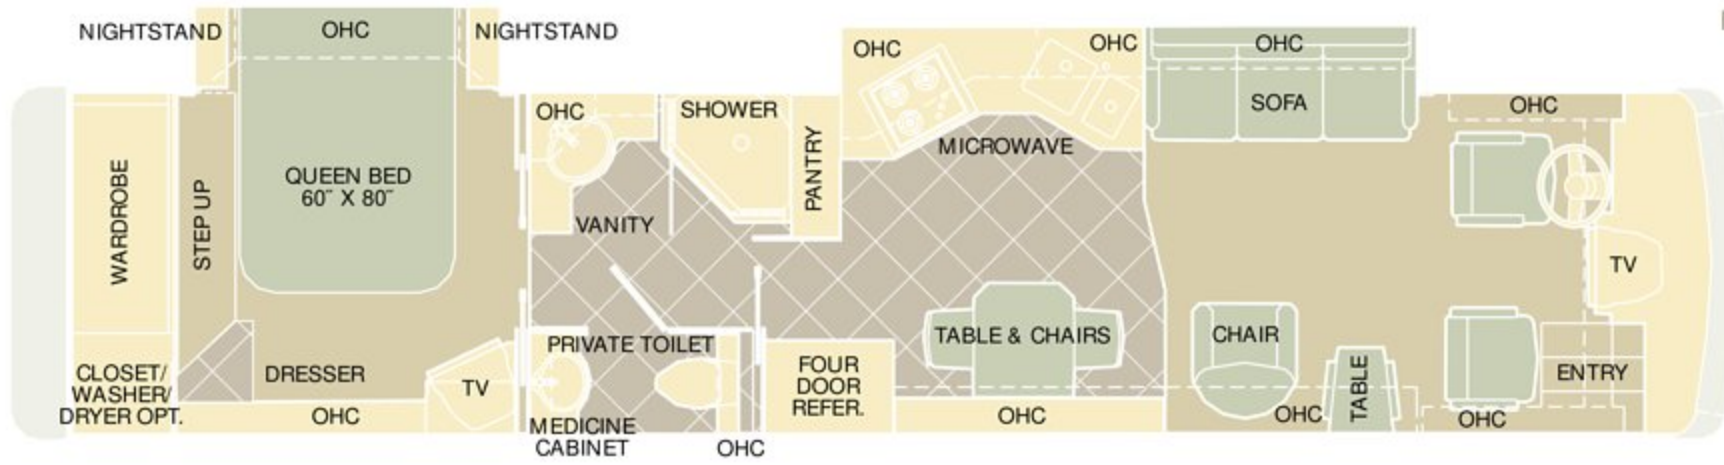 NIGHTSTAND
OHC
NIGHTSTAND
OHC
OHC
OHC
OHC
SHOWER
SOFA
OHC
WARDROBE
STEP UP
QUEEN BED
60˝ X 80˝
PANTRY
MICROWAVE
VANITY
TV
TABLE & CHAIRS
CHAIR
PRIVATE TOILET
CLOSET/
WASHER/
DRYER OPT.
DRESSER
TV
FOUR
DOOR
REFER.
TABLE
ENTRY
OHC
MEDICINE
CABINET
OHC
OHC
OHC
OHC